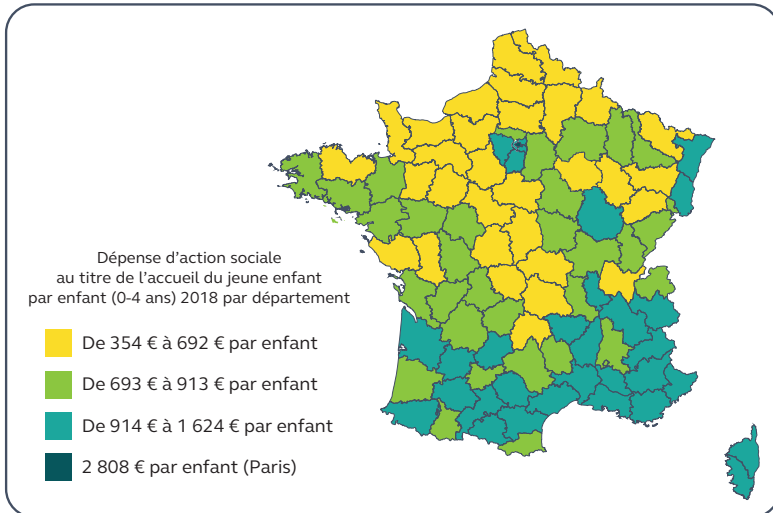 Dépense d'action sociale
au titre de l'accueil du jeune enfant
par enfant (0-4 ans) 2018 par département
De 354 € à 692 € par enfant
De 693 € à 913 € par enfant
De 914 € à 1 624 € par enfant
2 808 € par enfant (Paris)